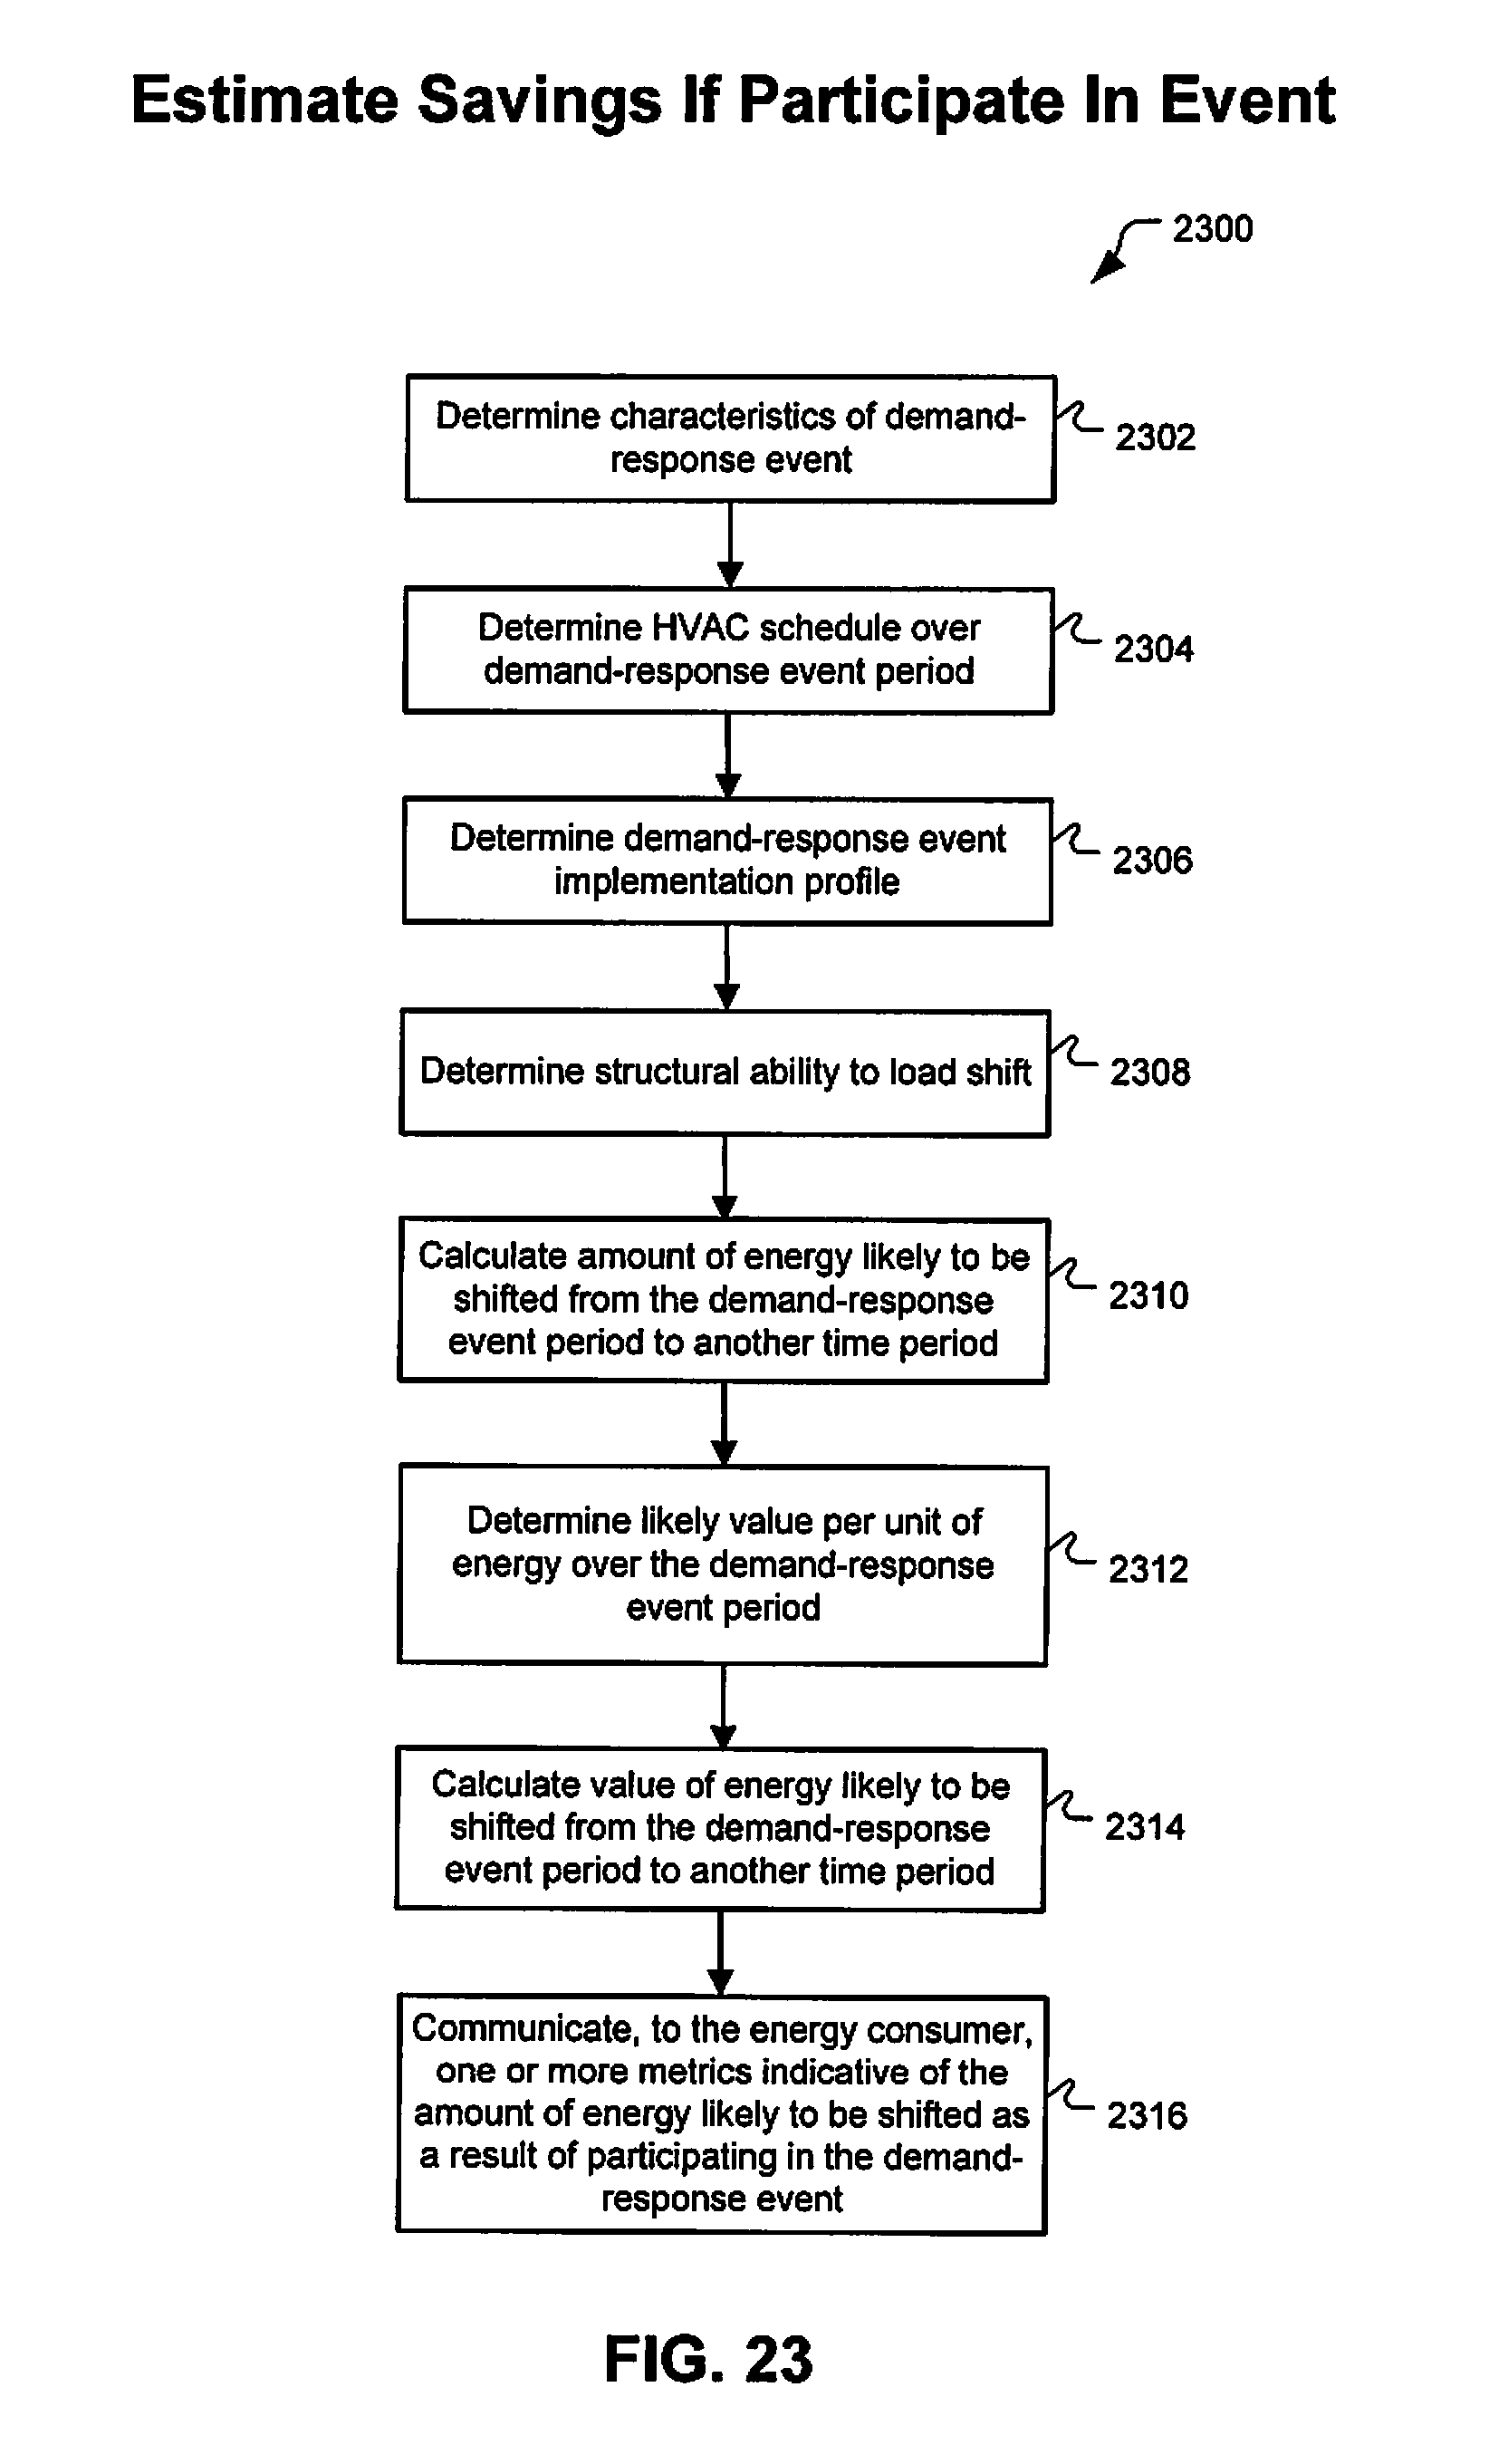 Estimate Savings If Participate In Event
2300
Determine characteristics of demand-
response event
2302
Determine HVAC schedule over
demand-response event period
2304
Determine demand-response event
implementation profile
2306
Determine structural ability to load shift
2308
Calculate amount of energy likely to be
shifted from the demand-response
event period to another time period
2310
Determine likely value per unit of
energy over the demand-response
event period
2312
Calculate value of energy likely to be
shifted from the demand-response
event period to another time period
2314
Communicate, to the energy consumer,
one or more metrics indicative of the
amount of energy likely to be shifted as
a result of participating in the demand-
response event
2316
FIG. 23